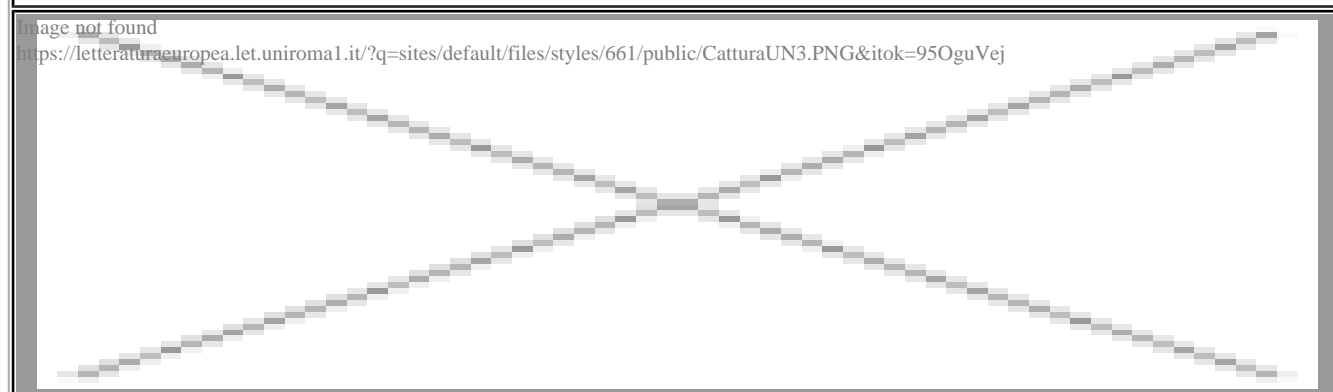 Image not found
https://letteraturaeuropea.let.uniroma1.it/?q=sites/default/files/styles/661/public/CatturaUN3.PNG&itok=95OguVej